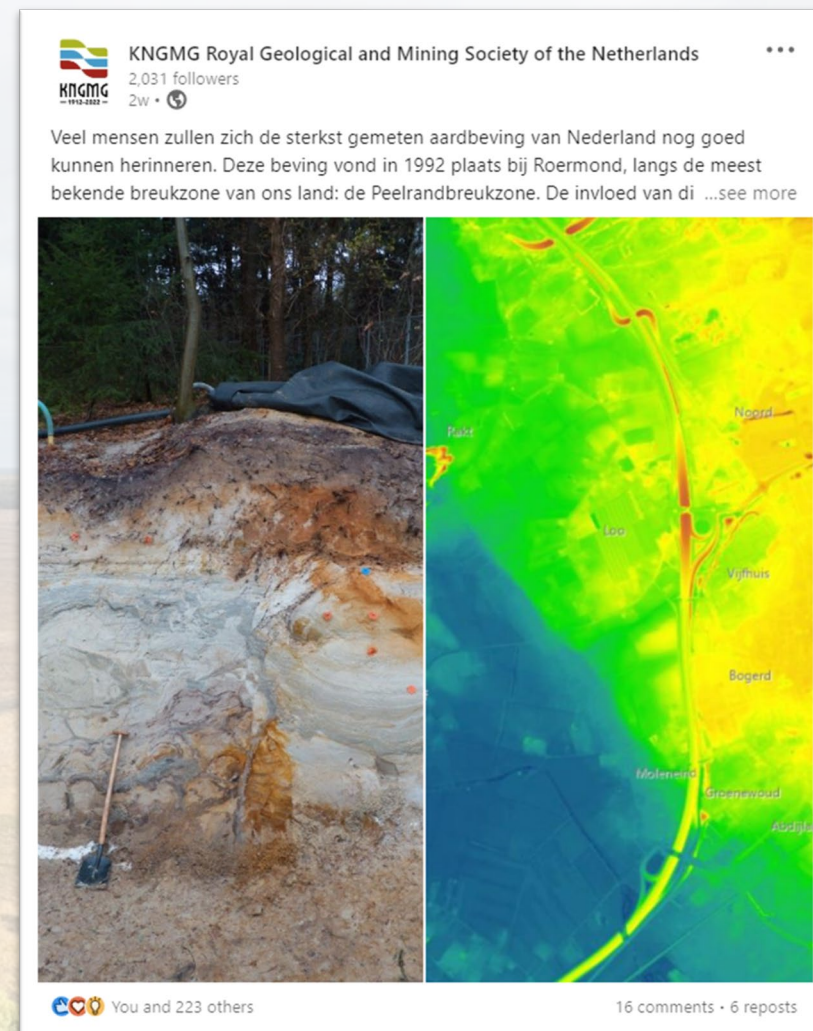 KNGMG
1912-2022
KNGMG Royal Geological and Mining Society of the Netherlands
2,031 followers
2w •
Veel mensen zullen zich de sterkst gemeten aardbeving van Nederland nog goed
kunnen herinneren. Deze beving vond in 1992 plaats bij Roermond, langs de meest
bekende breukzone van ons land: de Peelrandbreukzone. De invloed van di ...see more
Noord
Rakt
Loo
Vijfhuis
Bogerd
Moleneind
Groenewoud
You and 223 others
16 comments • 6 reposts